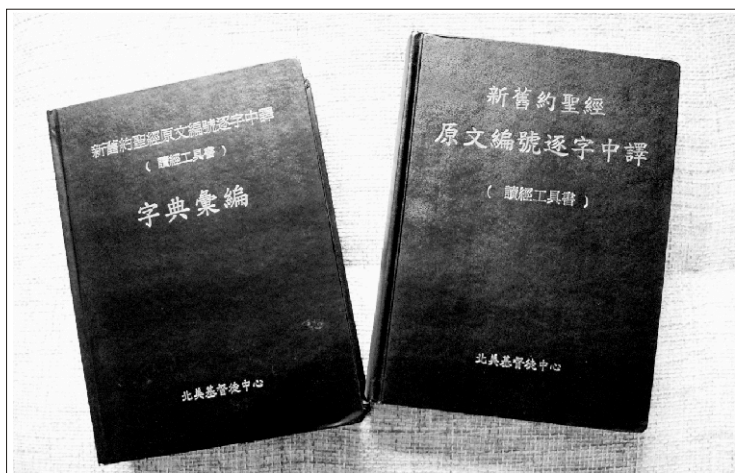 新舊約聖經原文編號逐字中譯
( 讀經工具書 )
字典彙編
北美基督徒中心
新舊約聖經
原文編號逐字中譯
( 讀經工具書 )
北美基督徒中心